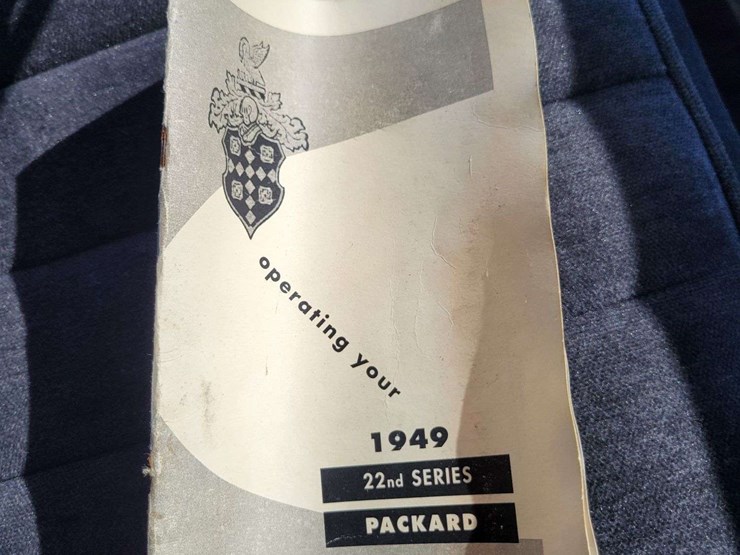 operating your
1949
22nd SERIES
PACKARD